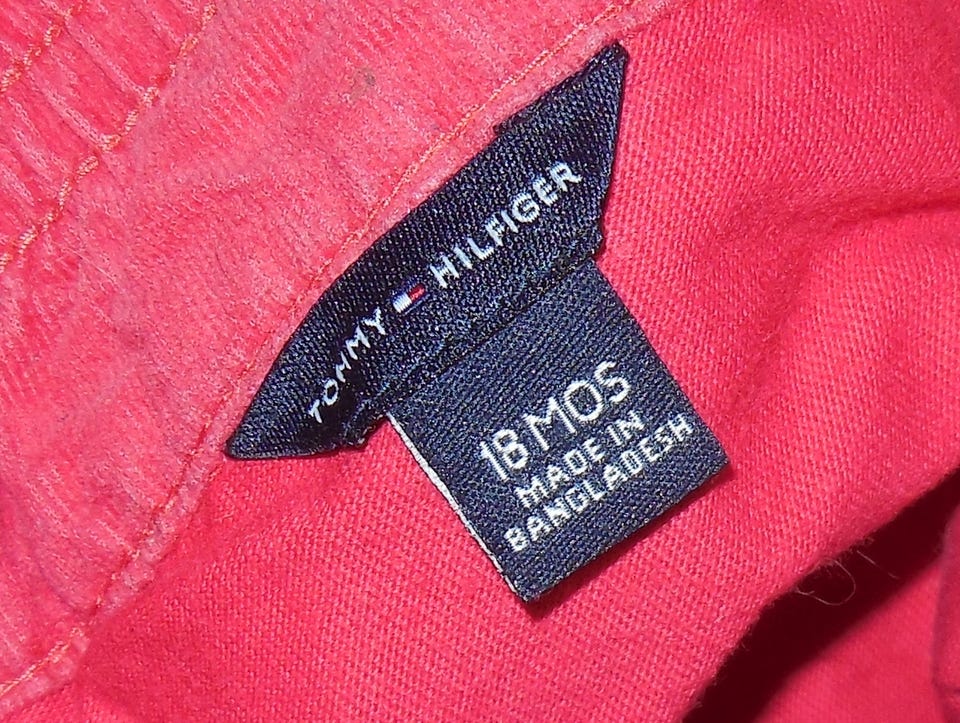 TOMMY HILFIGER
18 MOS
MADE IN
BANGLADESH